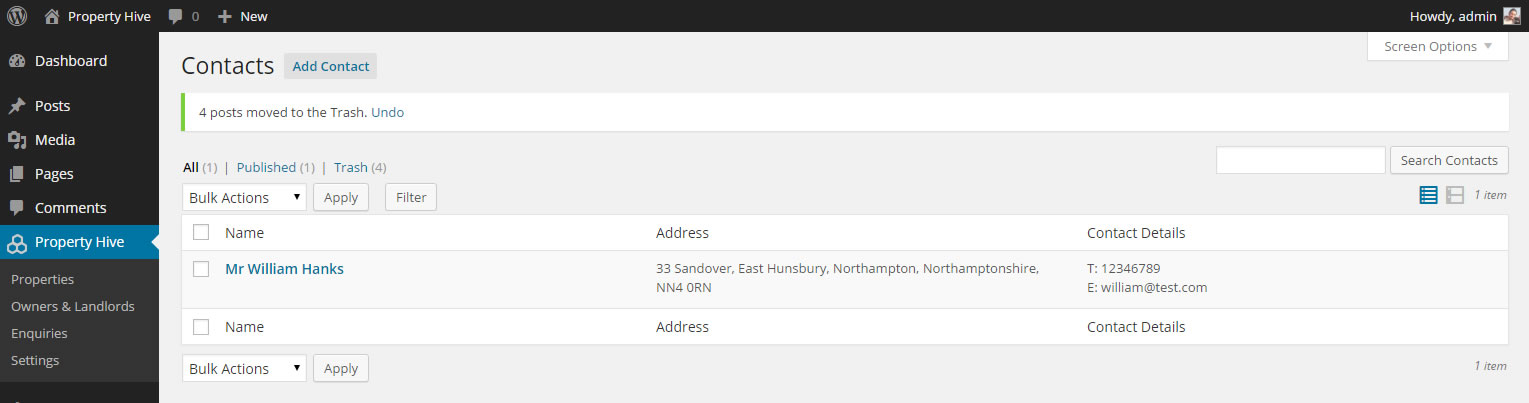 Property Hive 0 New Howdy, admin
Dashboard
Posts
Media
Pages
Comments
Property Hive
Properties
Owners & Landlords
Enquiries
Settings
Screen Options
Contacts Add Contact
4 posts moved to the Trash. Undo
All (1) | Published (1) | Trash (4)
Search Contacts
Bulk Actions Apply Filter 1 item
Name Address Contact Details
Mr William Hanks 33 Sandover, East Hunsbury, Northampton, Northamptonshire, T: 12346789
NN4 0RN E: william@test.com
Name Address Contact Details
Bulk Actions Apply 1 item